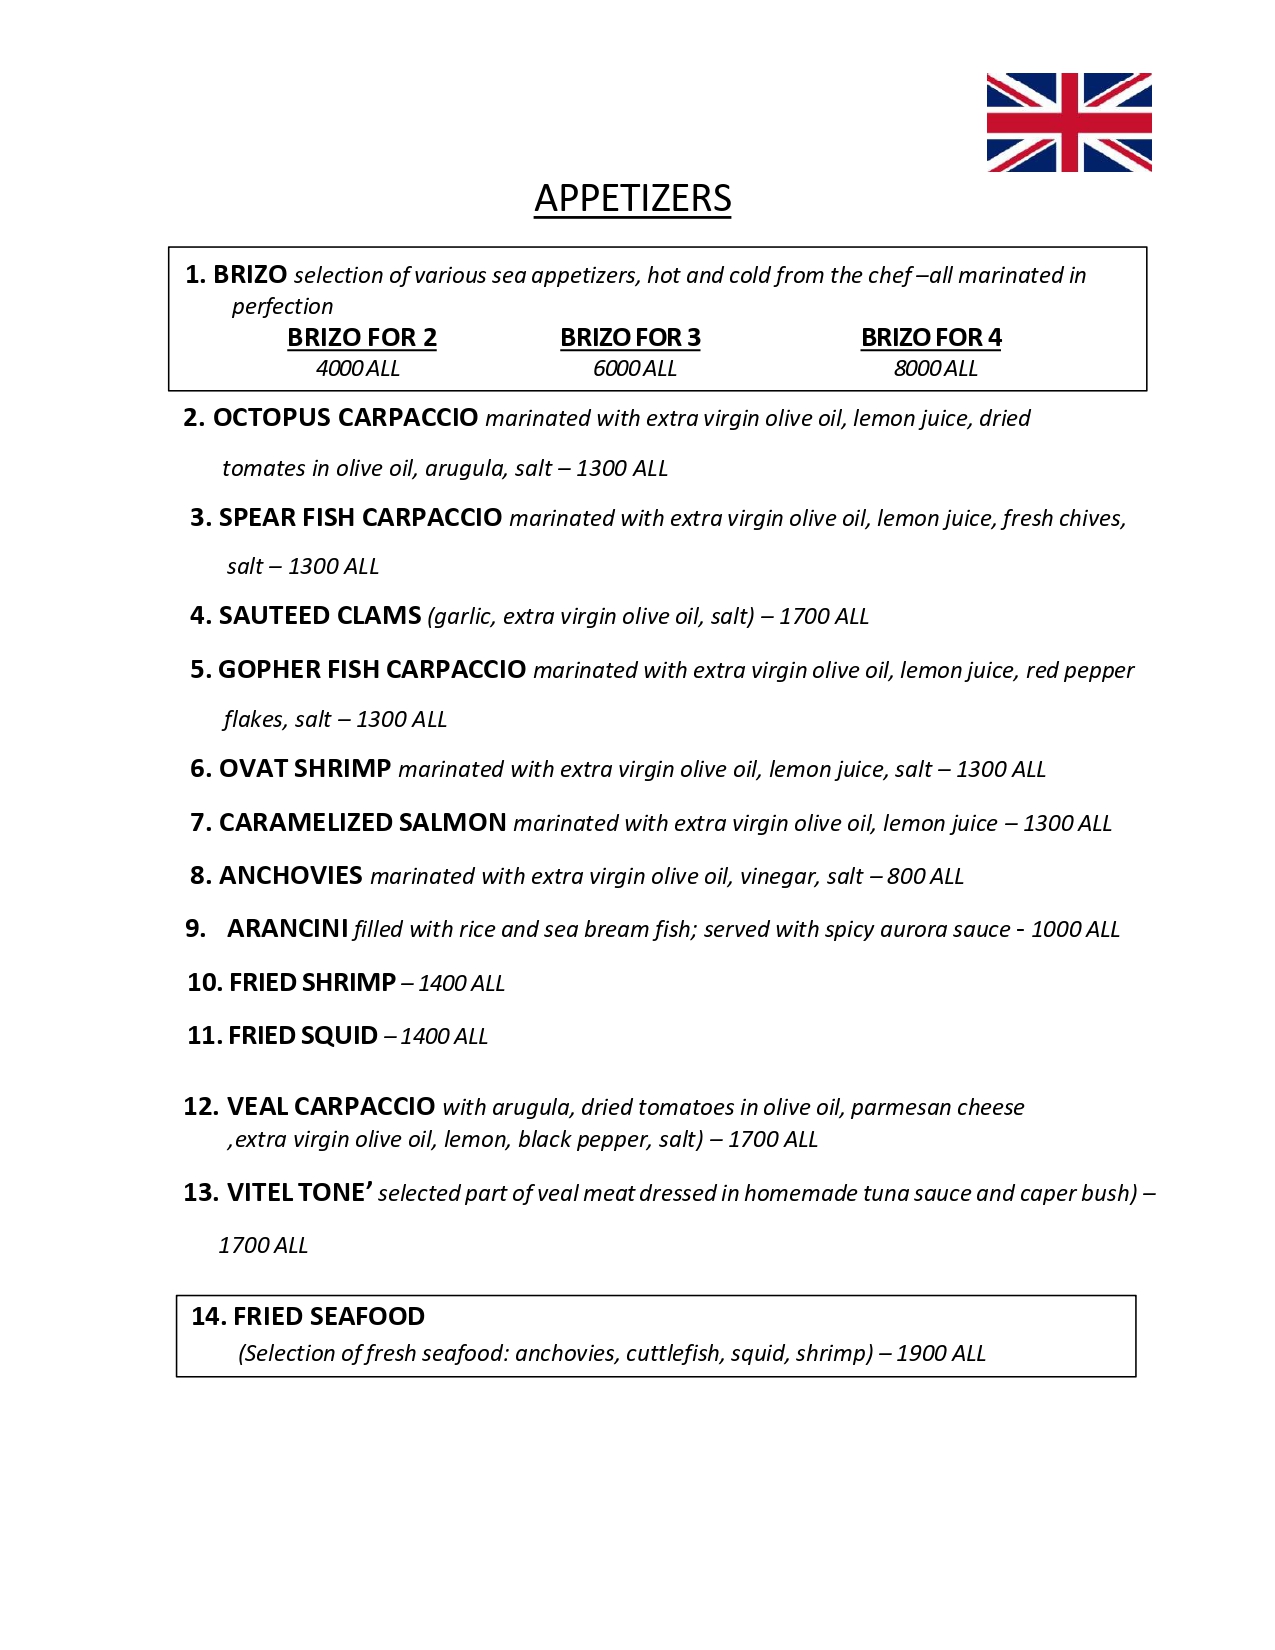 APPETIZERS
1. BRIZO selection of various sea appetizers, hot and cold from the chef –all marinated in
perfection
BRIZO FOR 2 BRIZO FOR 3 BRIZO FOR 4
4000 ALL 6000 ALL 8000 ALL
2. OCTOPUS CARPACCIO marinated with extra virgin olive oil, lemon juice, dried
tomates in olive oil, arugula, salt – 1300 ALL
3. SPEAR FISH CARPACCIO marinated with extra virgin olive oil, lemon juice, fresh chives,
salt – 1300 ALL
4. SAUTEED CLAMS (garlic, extra virgin olive oil, salt) – 1700 ALL
5. GOPHER FISH CARPACCIO marinated with extra virgin olive oil, lemon juice, red pepper
flakes, salt – 1300 ALL
6. OVAT SHRIMP marinated with extra virgin olive oil, lemon juice, salt – 1300 ALL
7. CARAMELIZED SALMON marinated with extra virgin olive oil, lemon juice – 1300 ALL
8. ANCHOVIES marinated with extra virgin olive oil, vinegar, salt – 800 ALL
9. ARANCINI filled with rice and sea bream fish; served with spicy aurora sauce - 1000 ALL
10. FRIED SHRIMP – 1400 ALL
11. FRIED SQUID – 1400 ALL
12. VEAL CARPACCIO with arugula, dried tomatoes in olive oil, parmesan cheese
,extra virgin olive oil, lemon, black pepper, salt) – 1700 ALL
13. VITEL TONE’ selected part of veal meat dressed in homemade tuna sauce and caper bush) –
1700 ALL
14. FRIED SEAFOOD
(Selection of fresh seafood: anchovies, cuttlefish, squid, shrimp) – 1900 ALL